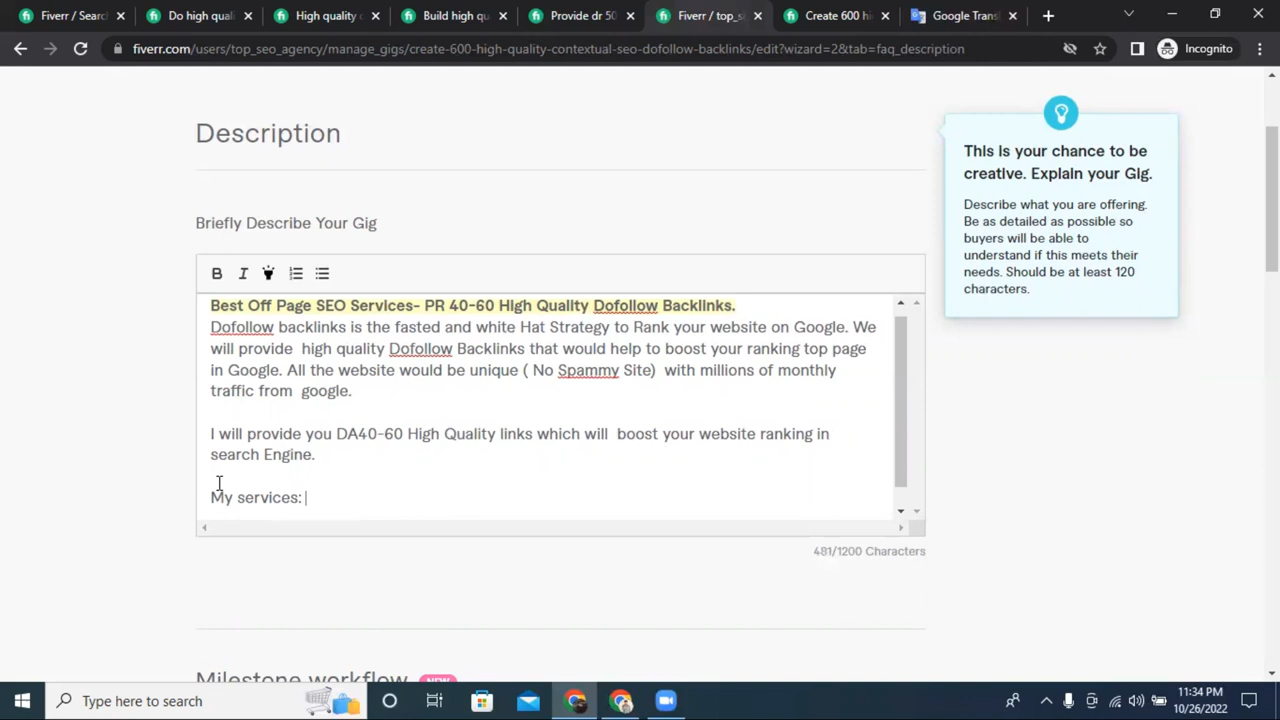 Fiverr / Searc
Do high quali
High quality c
Build high qu
Provide dr 50
Fiverr / top_si
Create 600 hi
Google Trans
fiverr.com/users/top_seo_agency/manage_gigs/create-600-high-quality-contextual-seo-dofollow-backlinks/edit?wizard=2&tab=faq_description
Incognito
Description
This is your chance to be
creative. Explain your Gig.
Describe what you are offering.
Be as detailed as possible so
buyers will be able to
understand if this meets their
needs. Should be at least 120
characters.
Briefly Describe Your Gig
B I
Best Off Page SEO Services- PR 40-60 High Quality Dofollow Backlinks.
Dofollow backlinks is the fasted and white Hat Strategy to Rank your website on Google. We
will provide high quality Dofollow Backlinks that would help to boost your ranking top page
in Google. All the website would be unique ( No Spammy Site) with millions of monthly
traffic from google.
I will provide you DA40-60 High Quality links which will boost your website ranking in
search Engine.
My services:
481/1200 Characters
Milestone workflow NEW
Type here to search
11:34 PM
10/26/2022